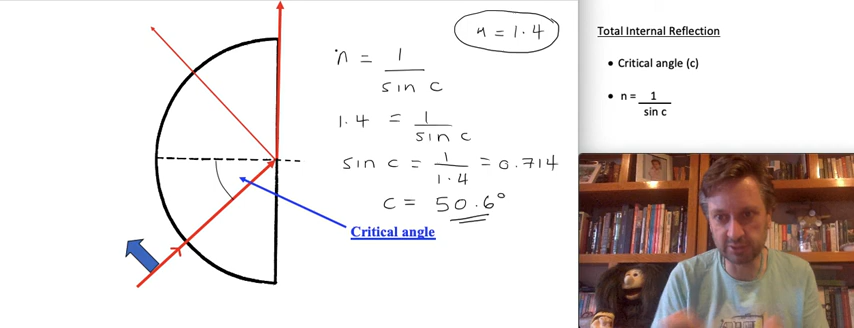 n = 1.4
n = 1
sin c
1.4 = 1
sin c
sin c = 1 = 0.714
1.4
c = 50.6°
Critical angle
Total Internal Reflection
• Critical angle (c)
• n = 1
sin c